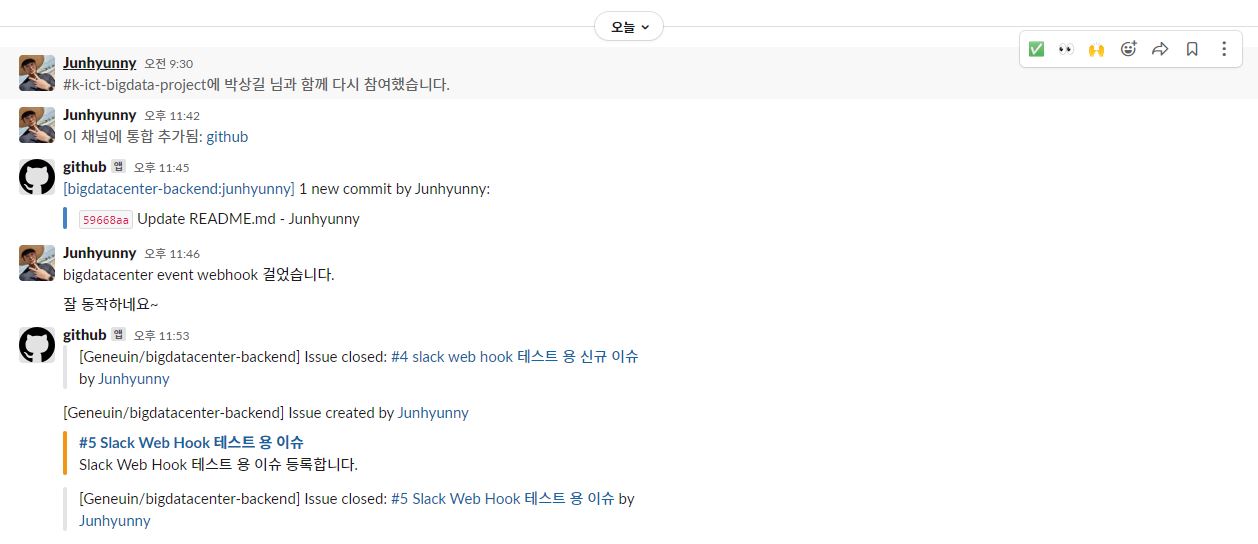 오늘
Junhyunny 오전 9:30
#k-ict-bigdata-project에 박상길 님과 함께 다시 참여했습니다.
Junhyunny 오후 11:42
이 채널에 통합 추가됨: github
github 앱 오후 11:45
[bigdatacenter-backend:junhyunny] 1 new commit by Junhyunny:
59668aa Update README.md - Junhyunny
Junhyunny 오후 11:46
bigdatacenter event webhook 걸었습니다.
잘 동작하네요~
github 앱 오후 11:53
[Geneuin/bigdatacenter-backend] Issue closed: #4 slack web hook 테스트 용 신규 이슈
by Junhyunny
[Geneuin/bigdatacenter-backend] Issue created by Junhyunny
#5 Slack Web Hook 테스트 용 이슈
Slack Web Hook 테스트 용 이슈 등록합니다.
[Geneuin/bigdatacenter-backend] Issue closed: #5 Slack Web Hook 테스트 용 이슈 by
Junhyunny